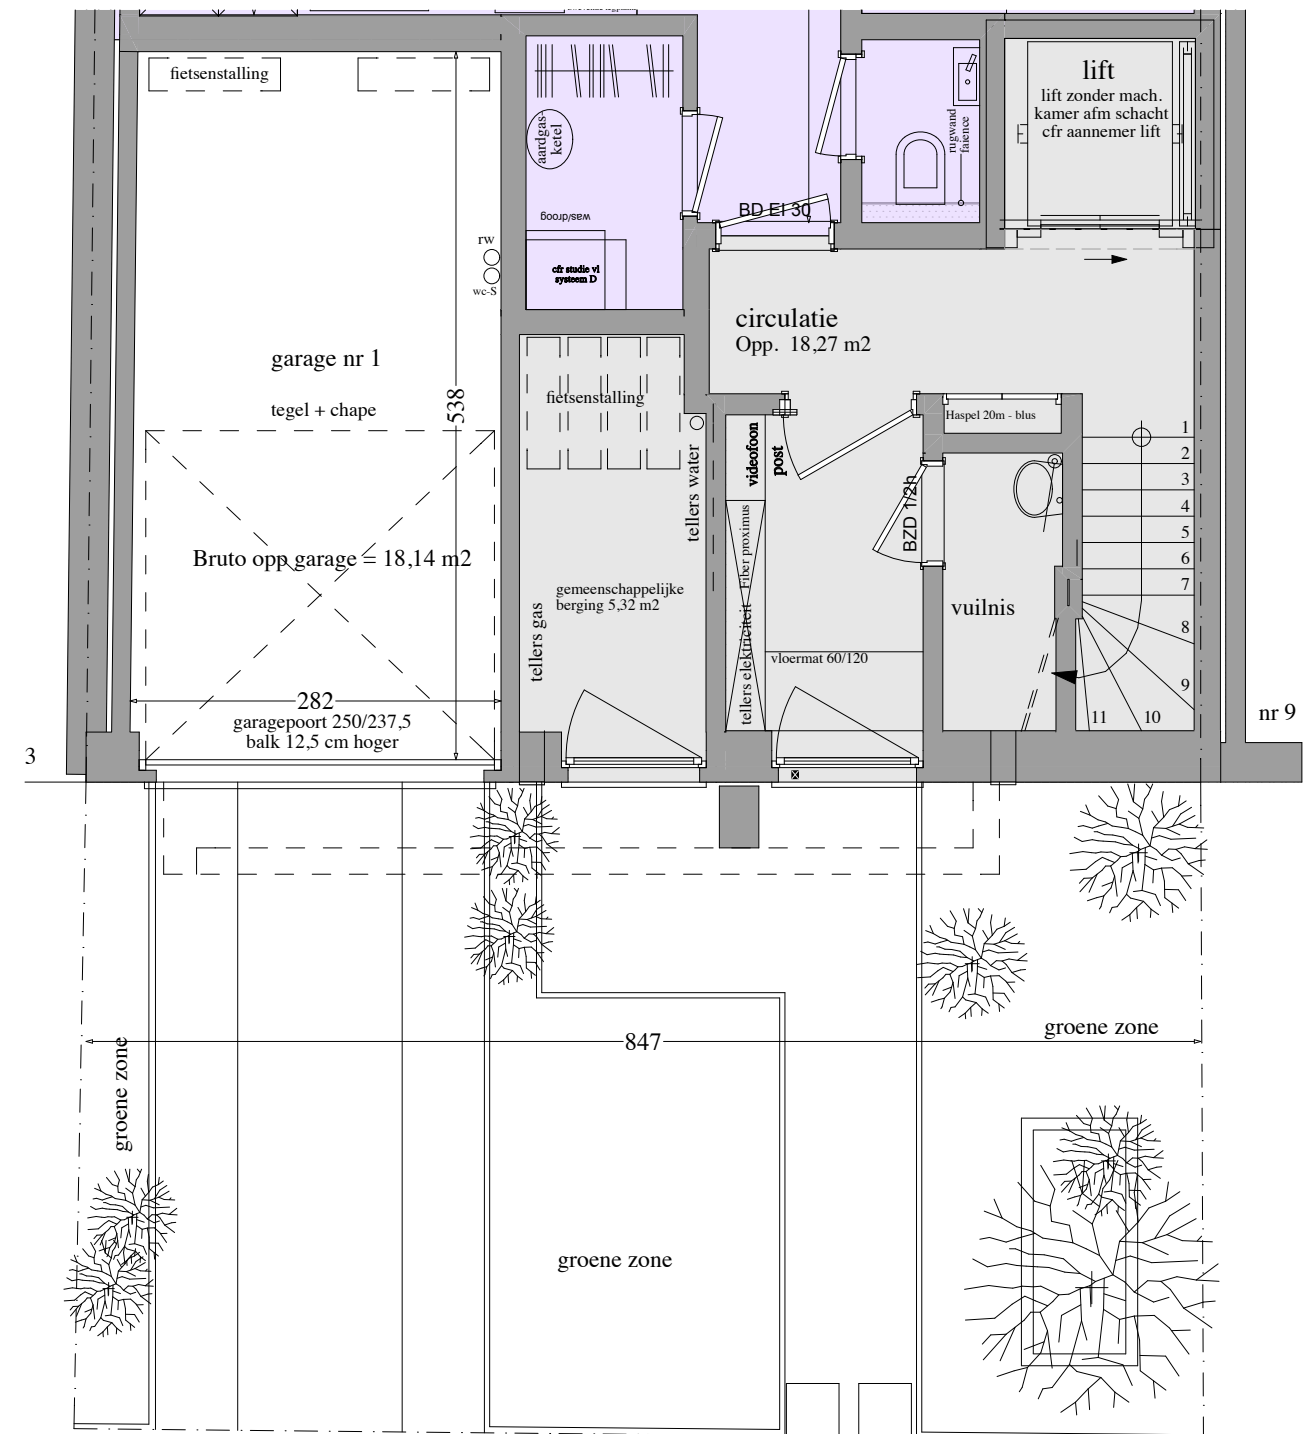 fietsenstalling
aardgas-
ketel
was/droog
cfr studie vl
systeem D
rw
wc-S
BD EI 30
rugwand
faience
lift
lift zonder mach.
kamer afm schacht
cfr aannemer lift
circulatie
Opp. 18,27 m2
garage nr 1
tegel + chape
538
Bruto opp garage = 18,14 m2
282
garagepoort 250/237,5
balk 12,5 cm hoger
fietsenstalling
tellers water
gemeenschappelijke
berging 5,32 m2
tellers gas
videofoon
post
tellers elektriciteit Fiber proximus
vloermat 60/120
BZD 1/2h
Haspel 20m - blus
vuilnis
1
2
3
4
5
6
7
8
9
10
11
3
nr 9
847
groene zone
groene zone
groene zone